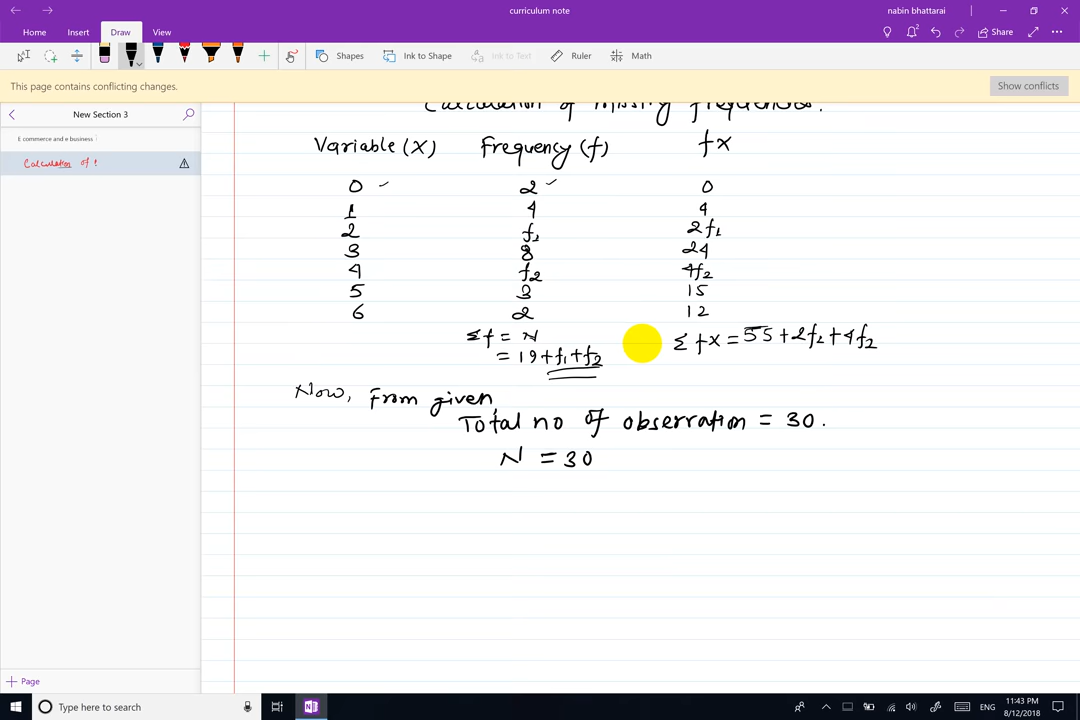 curriculum note
nabin bhattarai
Home Insert Draw View
Share
Shapes Ink to Shape Ink to Text Ruler Math
This page contains conflicting changes.
Show conflicts
New Section 3
E commerce and e business
Calculation of
Calculation of missing frequencies.
Variable (X) Frequency (f) fx
0 2 0
1 4 4
2 f1 2f1
3 8 24
4 f2 4f2
5 3 15
6 2 12
Σf = N
= 19+f1+f2
Σfx = 55+2f1+4f2
Now, From given,
Total no of observation = 30.
N = 30
+ Page
Type here to search
ENG
11:43 PM
8/12/2018